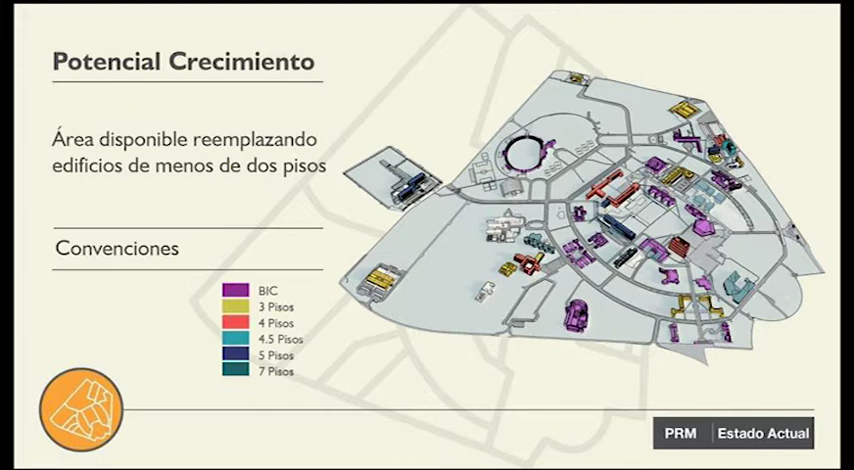 Potencial Crecimiento
Área disponible reemplazando
edificios de menos de dos pisos
Convenciones
BIC
3 Pisos
4 Pisos
4.5 Pisos
5 Pisos
7 Pisos
PRM | Estado Actual